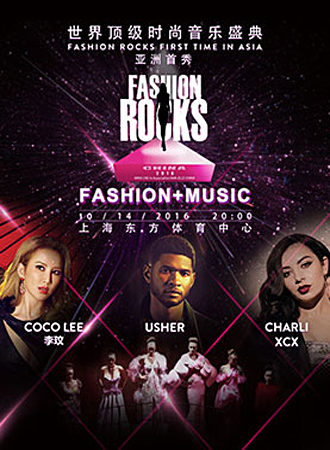 世界顶级时尚音乐盛典
FASHION ROCKS FIRST TIME IN ASIA
亚洲首秀
FASHION
ROCKS
CHINA
2016
FASHION+MUSIC
10 / 14 / 2016 20:00
上海东方体育中心
COCO LEE
李玟
USHER
CHARLI
XCX